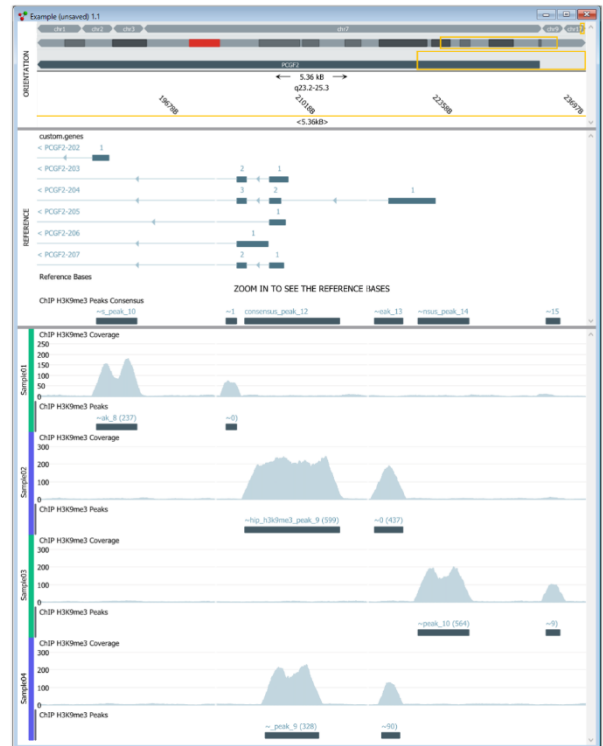 Example (unsaved) 1.1
chr1 chr2 chr3 chr7 chr9
PCGF2
ORIENTATION
5.36 kB
q23.2-25.3
196788 210188 223588 236978
<5.36kB>
REFERENCE
custom.genes
< PCGF2-202 1
< PCGF2-203 2 1
< PCGF2-204 3 2 1
< PCGF2-205 1
< PCGF2-206 1
< PCGF2-207 2 1
Reference Bases
ZOOM IN TO SEE THE REFERENCE BASES
ChIP H3K9me3 Peaks Consensus
~s_peak_10 ~1 consensus_peak_12 ~eak_13 ~nsus_peak_14 ~15
Sample01
ChIP H3K9me3 Coverage
250
200
150
100
50
0
ChIP H3K9me3 Peaks
~ak_8 (237) ~0)
Sample02
ChIP H3K9me3 Coverage
300
200
100
0
ChIP H3K9me3 Peaks
~hip_h3k9me3_peak_9 (599) ~0 (437)
Sample03
ChIP H3K9me3 Coverage
300
200
100
0
ChIP H3K9me3 Peaks
~peak_10 (564) ~9)
Sample04
ChIP H3K9me3 Coverage
300
200
100
0
ChIP H3K9me3 Peaks
~_peak_9 (328) ~90)